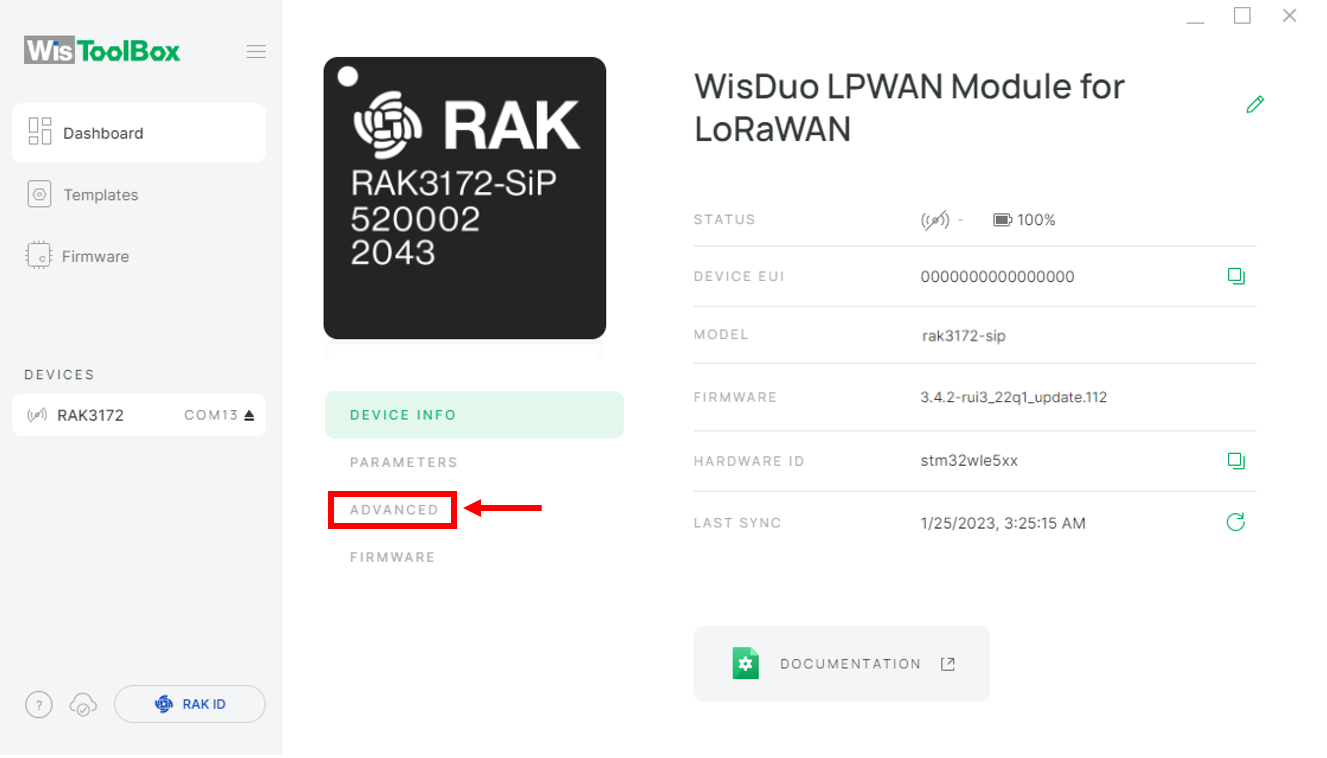 WisToolBox
Dashboard
Templates
Firmware
DEVICES
RAK3172 COM13
?
RAK ID
RAK
RAK3172-SiP
520002
2043
DEVICE INFO
PARAMETERS
ADVANCED
FIRMWARE
WisDuo LPWAN Module for
LoRaWAN
STATUS - 100%
DEVICE EUI 0000000000000000
MODEL rak3172-sip
FIRMWARE 3.4.2-rui3_22q1_update.112
HARDWARE ID stm32wle5xx
LAST SYNC 1/25/2023, 3:25:15 AM
DOCUMENTATION